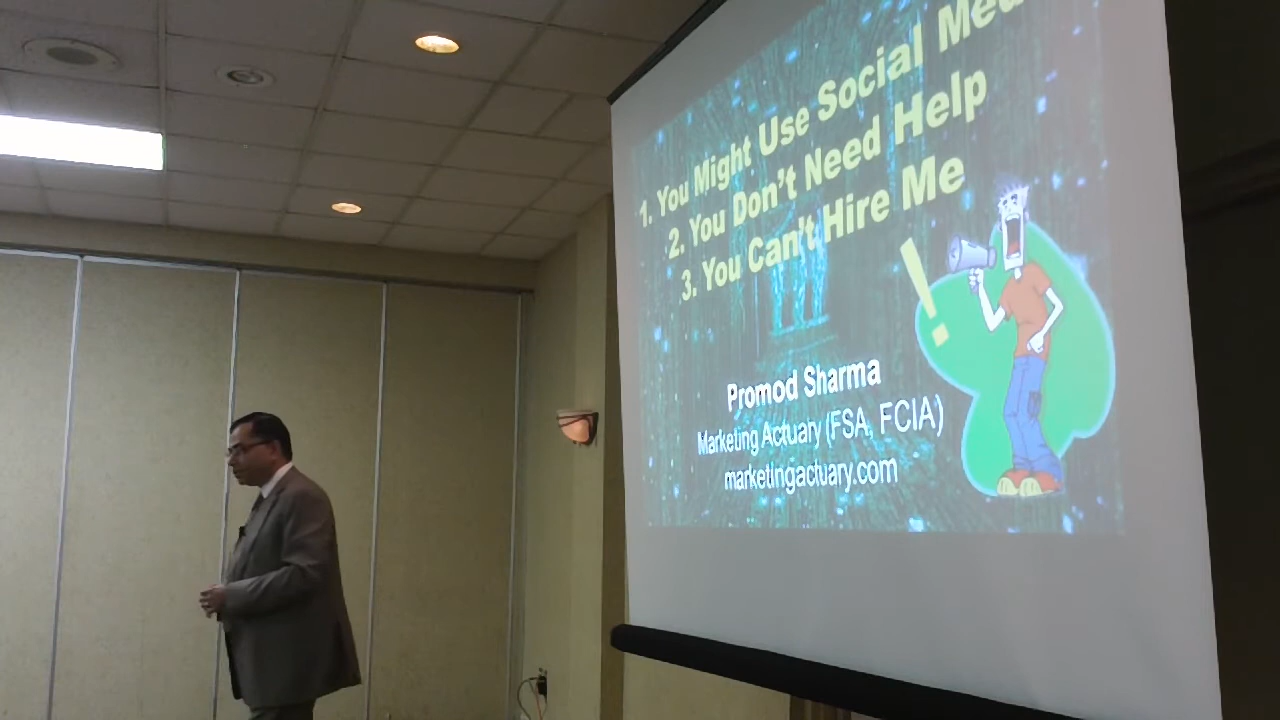 1. You Might Use Social Med
2. You Don't Need Help
3. You Can't Hire Me
!
Promod Sharma
Marketing Actuary (FSA, FCIA)
marketingactuary.com